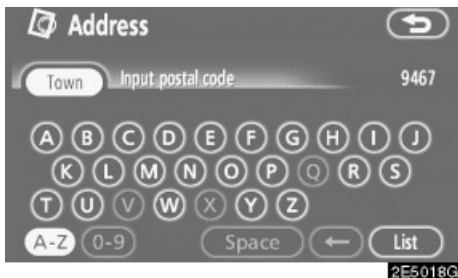 Address
Town Input postal code 9467
A B C D E F G H I J
K L M N O P Q R S
T U V W X Y Z
A-Z 0-9 Space ← List
2E5018G